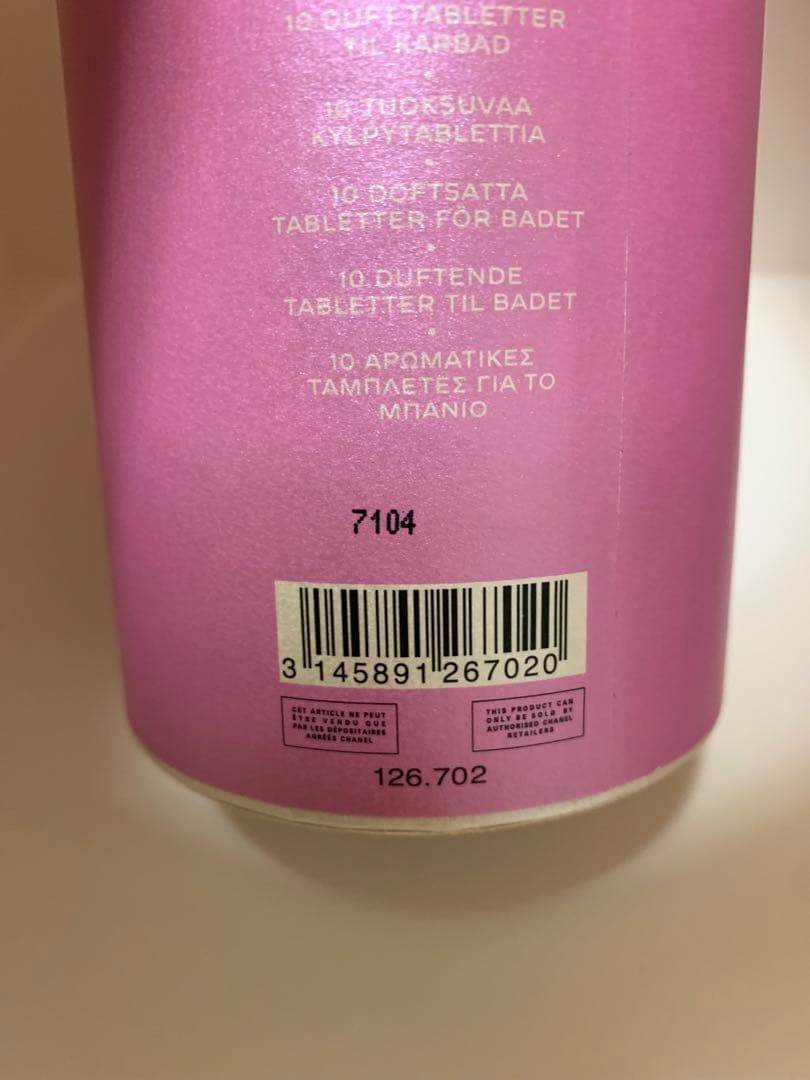 10 DUFT TABLETTER
TIL KARBAD
•
10 TUOKSUVAA
KYLPYTABLETTIA
•
10 DOFTSATTA
TABLETTER FÖR BADET
•
10 DUFTENDE
TABLETTER TIL BADET
•
10 ΑΡΩΜΑΤΙΚΕΣ
ΤΑΜΠΛΕΤΕΣ ΓΙΑ ΤΟ
ΜΠΑΝΙΟ
7104
3 145891 267020
CET ARTICLE NE PEUT
ÊTRE VENDU QUE
PAR LES DÉPOSITAIRES
AGRÉÉS CHANEL
THIS PRODUCT CAN
ONLY BE SOLD BY
AUTHORISED CHANEL
RETAILERS
126.702